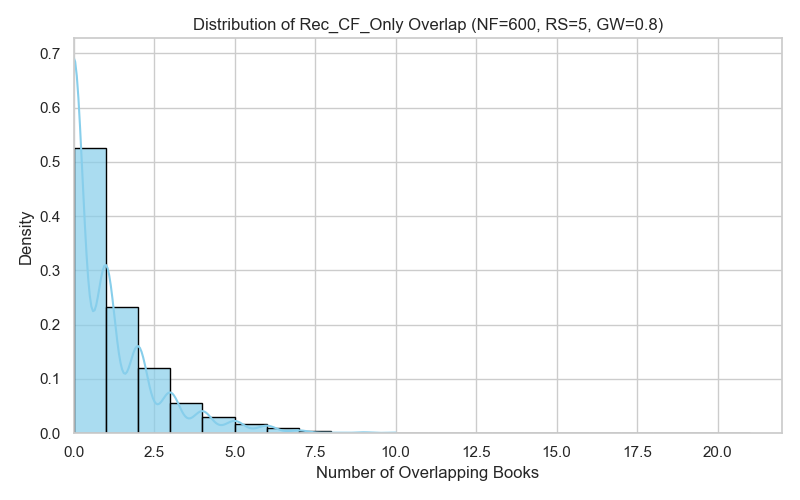 Distribution of Rec_CF_Only Overlap (NF=600, RS=5, GW=0.8)
Density
0.7
0.6
0.5
0.4
0.3
0.2
0.1
0.0
0.0 2.5 5.0 7.5 10.0 12.5 15.0 17.5 20.0
Number of Overlapping Books